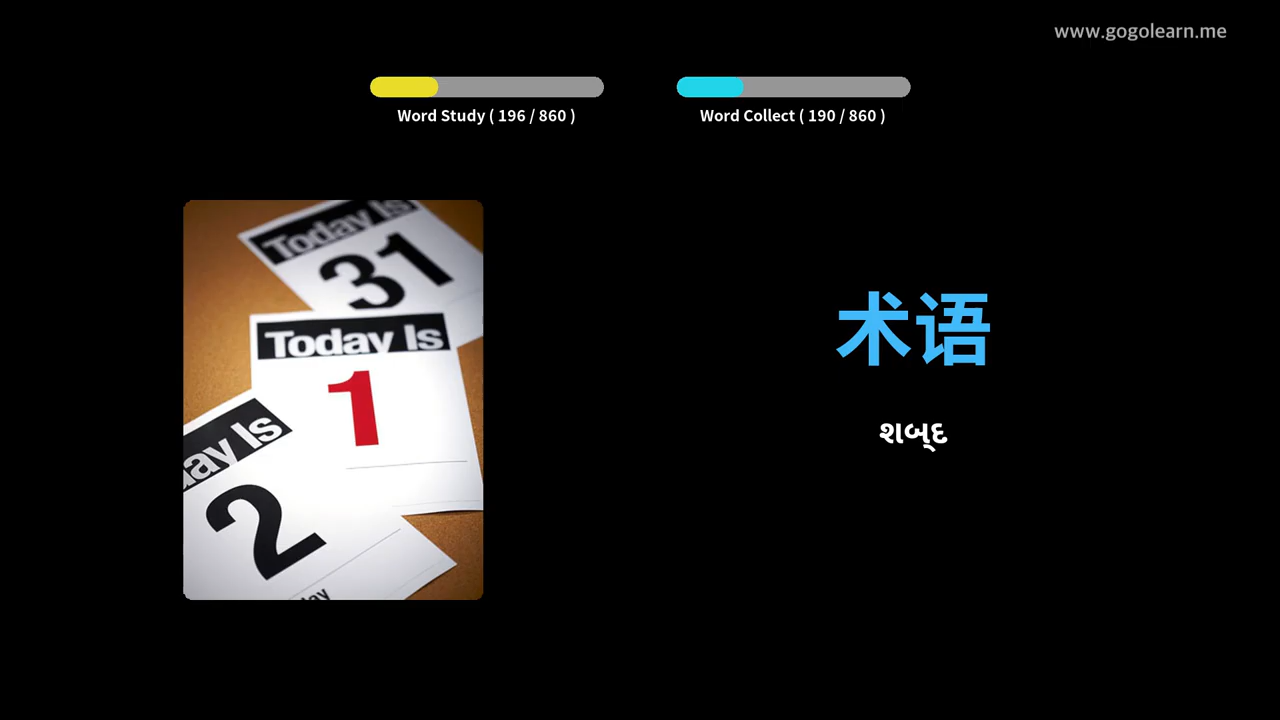 www.gogolearn.me
Word Study ( 196 / 860 )
Word Collect ( 190 / 860 )
Today Is
31
Today Is
1
ay Is
2
术语
શબ્દ